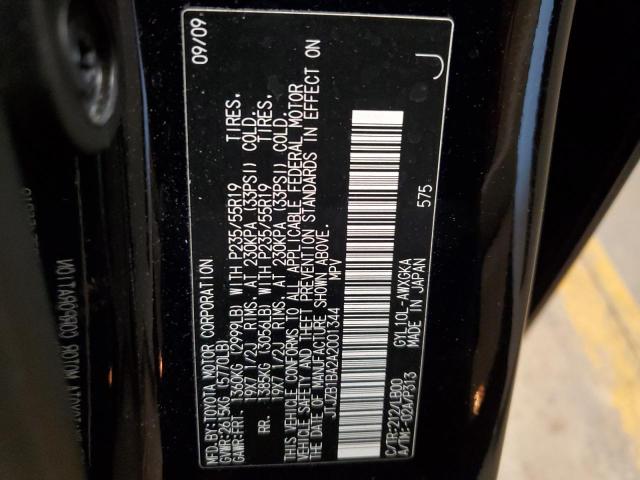 MFD. BY:TOYOTA MOTOR CORPORATION 09/09
GVWR:2615KG (5770LB)
GAWR:FRT. 1360KG (2999LB) WITH P235/55R19 TIRES,
19X7 1/2J RIMS, AT 230KPA (33PSI) COLD.
RR. 1385KG (3056LB) WITH P235/55R19 TIRES,
19X7 1/2J RIMS, AT 230KPA (33PSI) COLD.
THIS VEHICLE CONFORMS TO ALL APPLICABLE FEDERAL MOTOR
VEHICLE SAFETY AND THEFT PREVENTION STANDARDS IN EFFECT ON
THE DATE OF MANUFACTURE SHOWN ABOVE.
JTJZB1BA2A2001344 MPV
C/TR:212/LB00 GYL10L-AWXGKA
A/TM:-02A/P313 MADE IN JAPAN 575
J